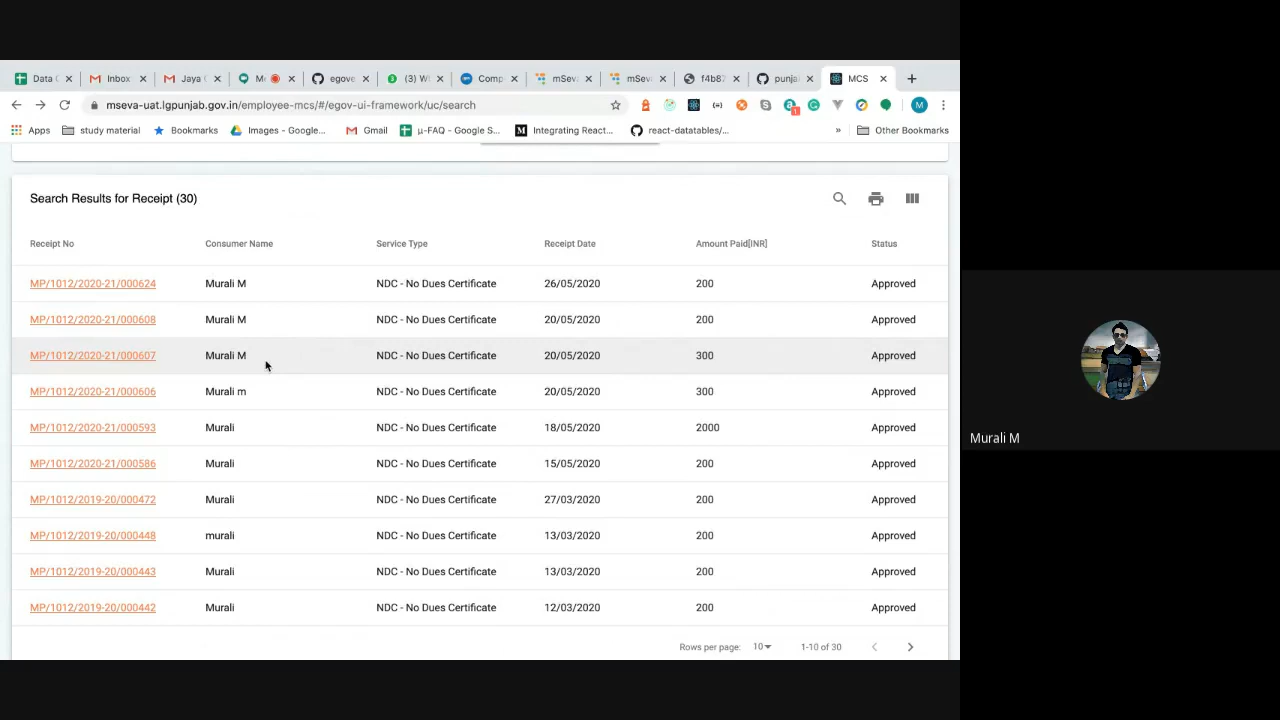 Data Inbox Jaya M egove (3) W Comp mSeva mSeva f4b87 punja MCS
mseva-uat.lgpunjab.gov.in/employee-mcs/#/egov-ui-framework/uc/search
Apps study material Bookmarks Images - Google... Gmail μ-FAQ - Google S... Integrating React... react-datatables/... » Other Bookmarks
Search Results for Receipt (30)
Receipt No Consumer Name Service Type Receipt Date Amount Paid[INR] Status
MP/1012/2020-21/000624 Murali M NDC - No Dues Certificate 26/05/2020 200 Approved
MP/1012/2020-21/000608 Murali M NDC - No Dues Certificate 20/05/2020 200 Approved
MP/1012/2020-21/000607 Murali M NDC - No Dues Certificate 20/05/2020 300 Approved
MP/1012/2020-21/000606 Murali m NDC - No Dues Certificate 20/05/2020 300 Approved
MP/1012/2020-21/000593 Murali NDC - No Dues Certificate 18/05/2020 2000 Approved
MP/1012/2020-21/000586 Murali NDC - No Dues Certificate 15/05/2020 200 Approved
MP/1012/2019-20/000472 Murali NDC - No Dues Certificate 27/03/2020 200 Approved
MP/1012/2019-20/000448 murali NDC - No Dues Certificate 13/03/2020 200 Approved
MP/1012/2019-20/000443 Murali NDC - No Dues Certificate 13/03/2020 200 Approved
MP/1012/2019-20/000442 Murali NDC - No Dues Certificate 12/03/2020 200 Approved
Rows per page: 10 1-10 of 30
Murali M